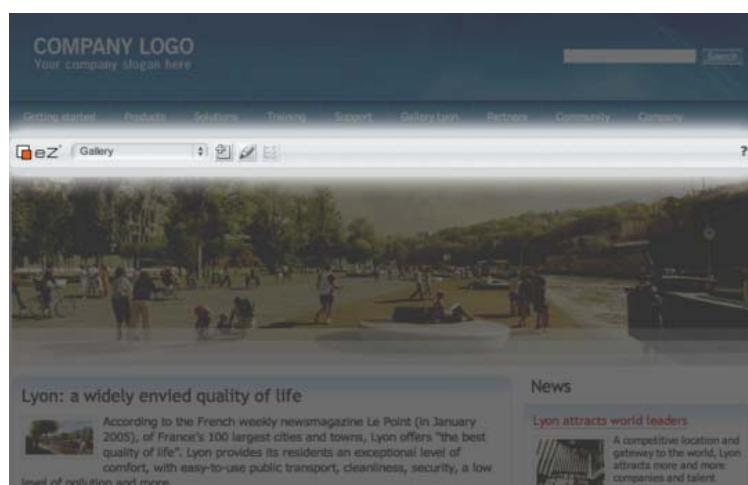 COMPANY LOGO
Your company slogan here
Search
Getting started Products Solutions Training Support Gallery Lyon Partners Community Company
eZ Gallery ?
Lyon: a widely envied quality of life
According to the French weekly newsmagazine Le Point (in January
2005), of France's 100 largest cities and towns, Lyon offers "the best
quality of life". Lyon provides its residents an exceptional level of
comfort, with easy-to-use public transport, cleanliness, security, a low
level of pollution and more.
News
Lyon attracts world leaders
A competitive location and
gateway to the world, Lyon
attracts more and more
companies and talent